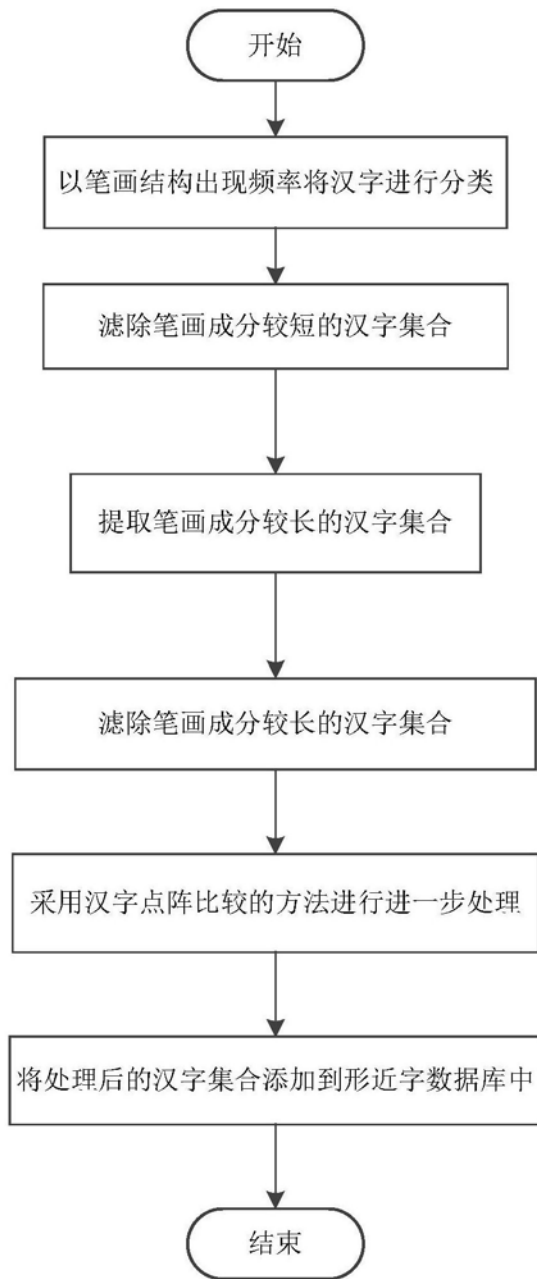 开始
以笔画结构出现频率将汉字进行分类
滤除笔画成分较短的汉字集合
提取笔画成分较长的汉字集合
滤除笔画成分较长的汉字集合
采用汉字点阵比较的方法进行进一步处理
将处理后的汉字集合添加到形近字数据库中
结束